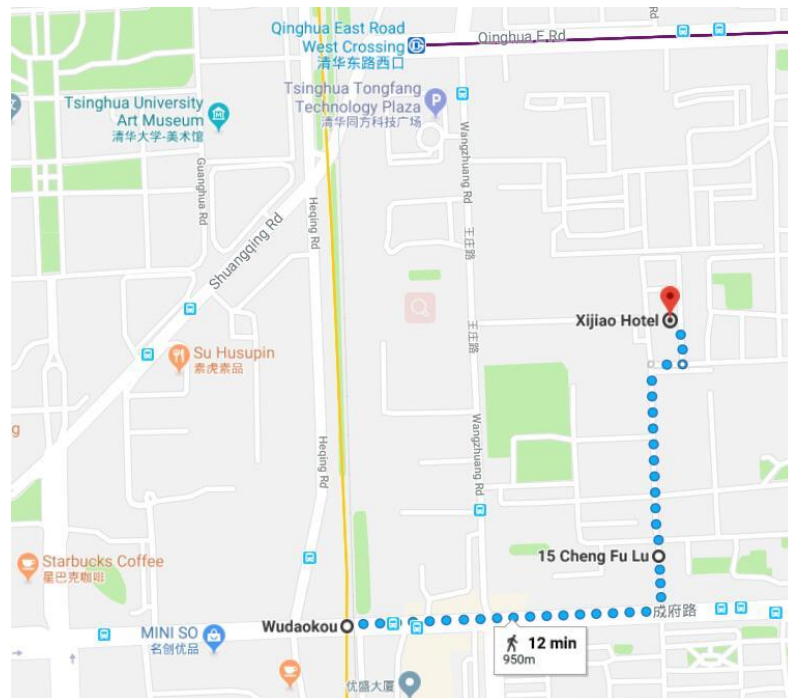 Qinghua East Road
West Crossing
清华东路西口
Qinghua E Rd
Rd
Tsinghua Tongfang
Technology Plaza
清华同方科技广场
P
Tsinghua University
Art Museum
清华大学-美术馆
Guanghua Rd
Heqing Rd
Wangzhuang Rd
王庄路
Shuangqing Rd
Xijiao Hotel
王庄路
Su Husupin
素虎素品
Wangzhuang Rd
g
Heqing Rd
15 Cheng Fu Lu
Starbucks Coffee
星巴克咖啡
成府路
Wudaokou
MINI SO
名创优品
12 min
950m
优盛大厦